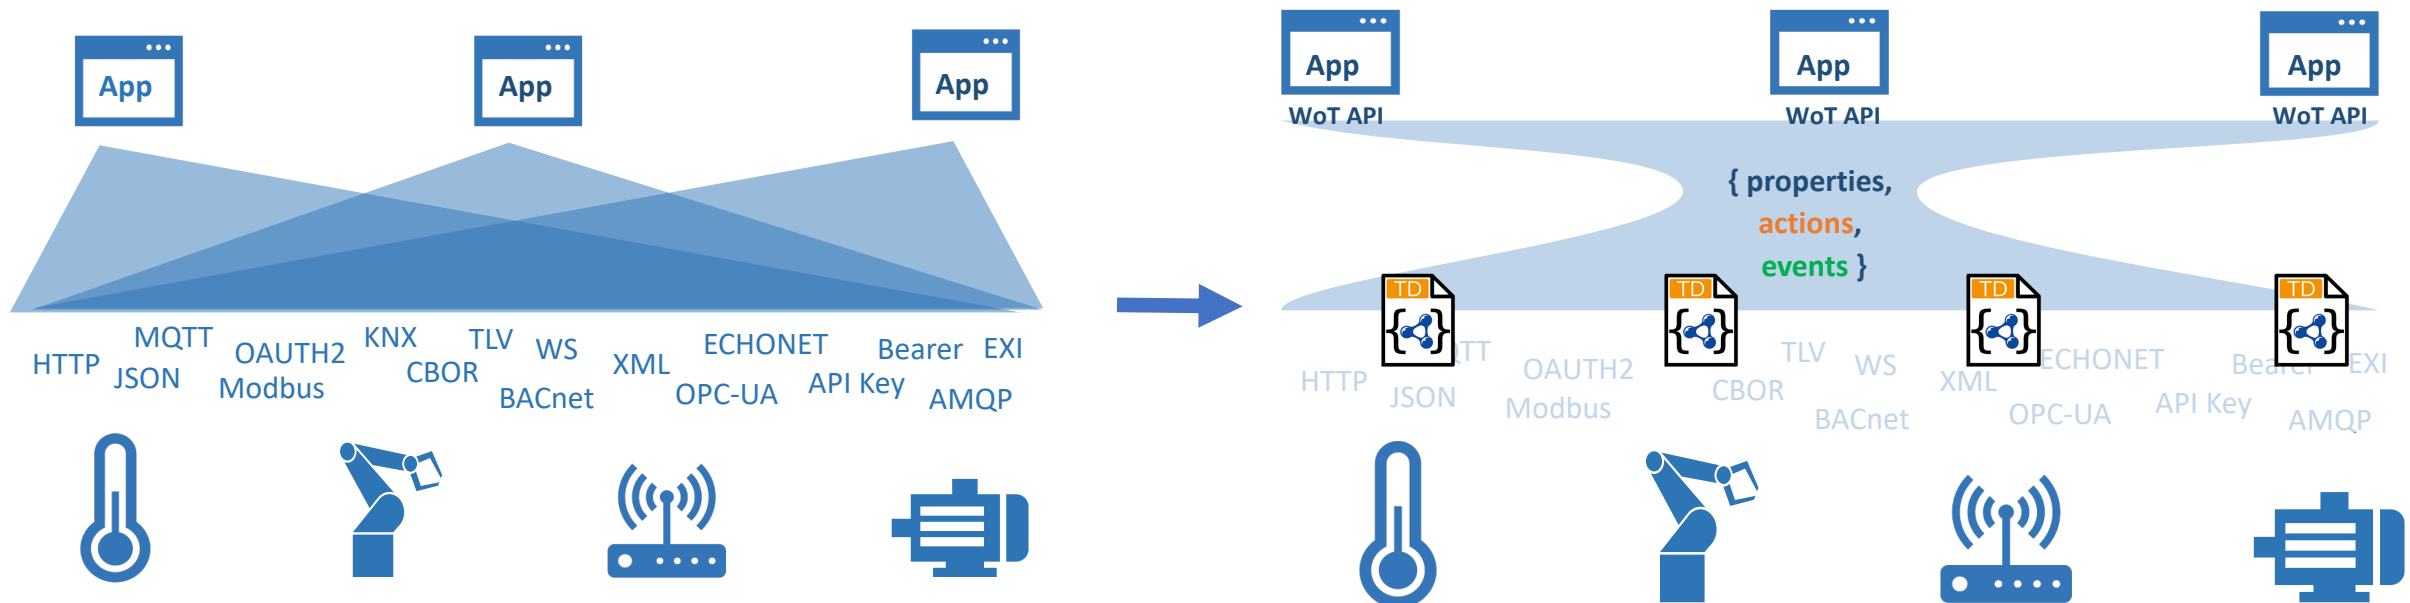 App
App
App
HTTP
MQTT
JSON
OAUTH2
Modbus
KNX
CBOR
TLV
WS
BACnet
XML
ECHONET
OPC-UA
API Key
Bearer
EXI
AMQP
App
WoT API
App
WoT API
App
WoT API
{ properties,
actions,
events }
TD
{ }
TD
{ }
TD
{ }
TD
{ }
HTTP
TT
JSON
OAUTH2
Modbus
CBOR
TLV
WS
BACnet
XML
ECHONET
OPC-UA
API Key
Bearer
EXI
AMQP